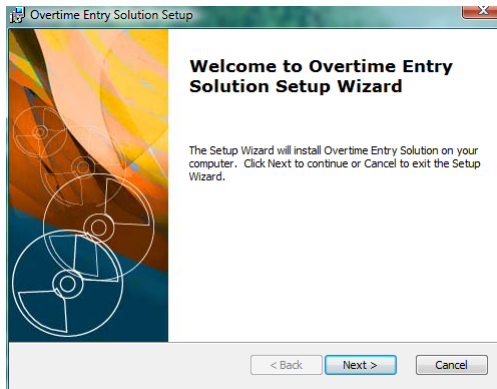 Overtime Entry Solution Setup
Welcome to Overtime Entry
Solution Setup Wizard
The Setup Wizard will install Overtime Entry Solution on your
computer. Click Next to continue or Cancel to exit the Setup
Wizard.
< Back Next > Cancel